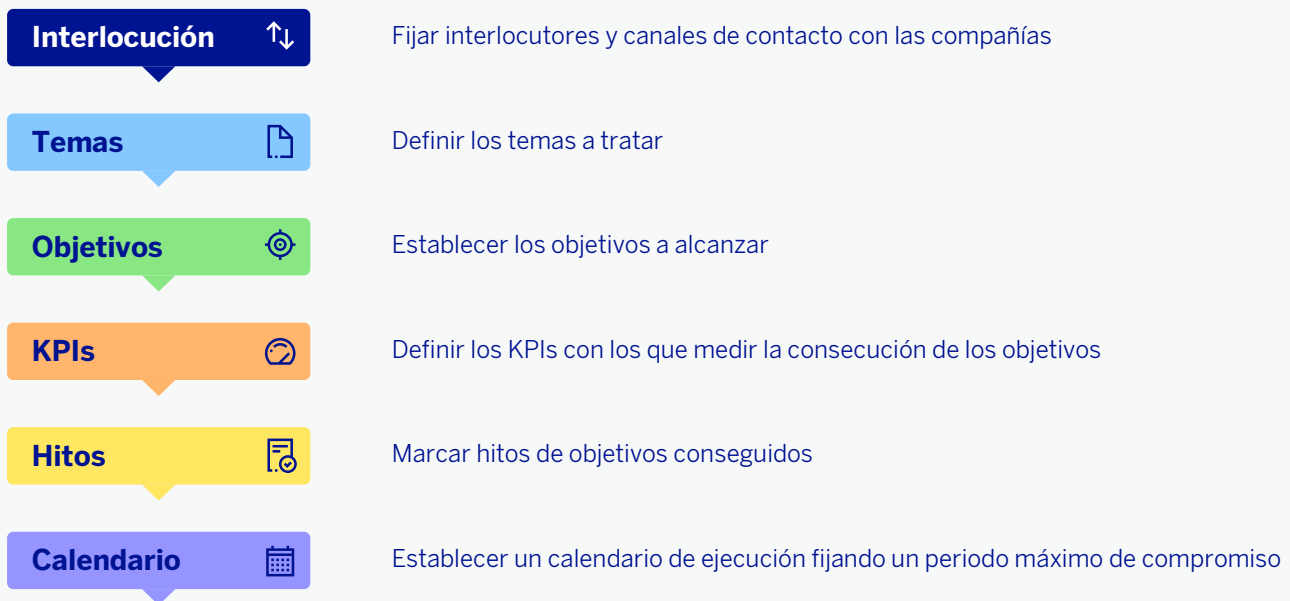 Interlocución
Fijar interlocutores y canales de contacto con las compañías
Temas
Definir los temas a tratar
Objetivos
Establecer los objetivos a alcanzar
KPIs
Definir los KPIs con los que medir la consecución de los objetivos
Hitos
Marcar hitos de objetivos conseguidos
Calendario
Establecer un calendario de ejecución fijando un periodo máximo de compromiso